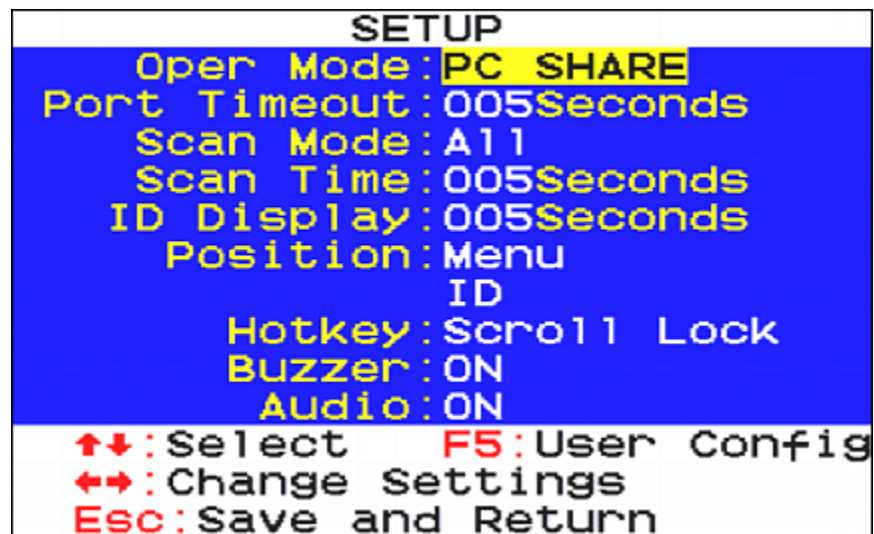 SETUP
Oper Mode:PC SHARE
Port Timeout:005Seconds
Scan Mode:All
Scan Time:005Seconds
ID Display:005Seconds
Position:Menu
ID
Hotkey:Scroll Lock
Buzzer:ON
Audio:ON
↑↓:Select F5:User Config
←→:Change Settings
Esc:Save and Return